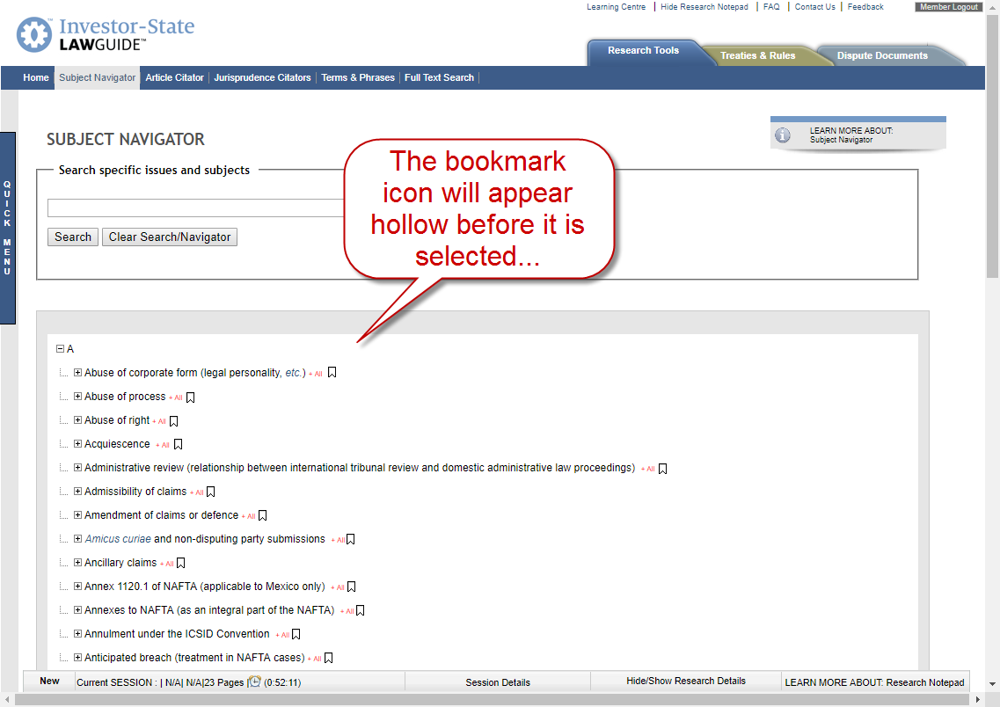 Learning Centre | Hide Research Notepad | FAQ | Contact Us | Feedback
Member Logout
Investor-State™
LAWGUIDE™
Research Tools
Treaties & Rules
Dispute Documents
Home | Subject Navigator | Article Citator | Jurisprudence Citators | Terms & Phrases | Full Text Search |
QUICK MENU
SUBJECT NAVIGATOR
LEARN MORE ABOUT:
Subject Navigator
Search specific issues and subjects
Search
Clear Search/Navigator
The bookmark
icon will appear
hollow before it is
selected...
A
Abuse of corporate form (legal personality, etc.) + All
Abuse of process + All
Abuse of right + All
Acquiescence + All
Administrative review (relationship between international tribunal review and domestic administrative law proceedings) + All
Admissibility of claims + All
Amendment of claims or defence + All
Amicus curiae and non-disputing party submissions + All
Ancillary claims + All
Annex 1120.1 of NAFTA (applicable to Mexico only) + All
Annexes to NAFTA (as an integral part of the NAFTA) + All
Annulment under the ICSID Convention + All
Anticipated breach (treatment in NAFTA cases) + All
New
Current SESSION : | N/A| N/A|23 Pages | (0:52:11)
Session Details
Hide/Show Research Details
LEARN MORE ABOUT: Research Notepad